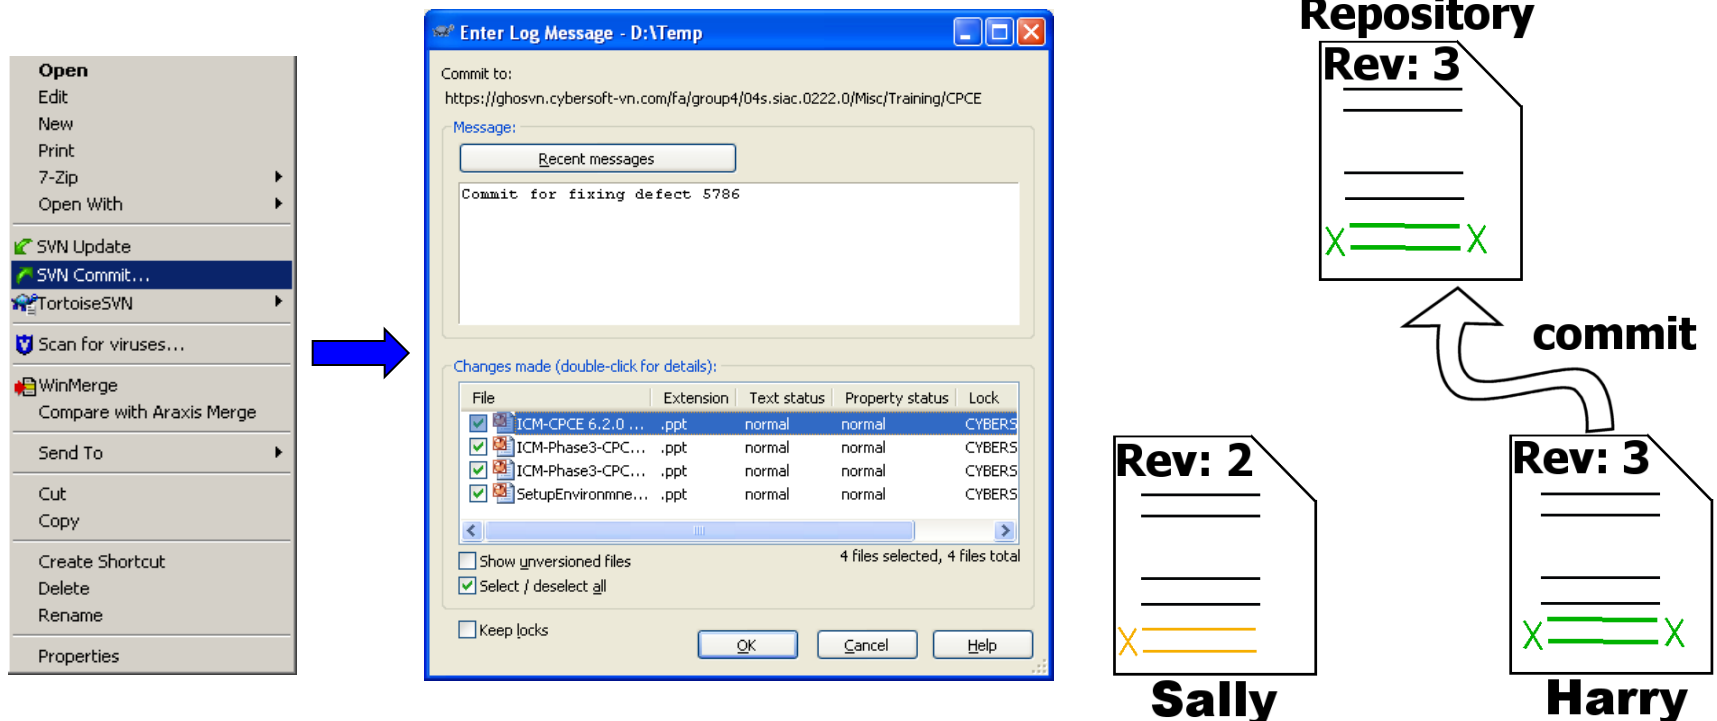 Open
Edit
New
Print
7-Zip
Open With
SVN Update
SVN Commit...
TortoiseSVN
Scan for viruses...
WinMerge
Compare with Araxis Merge
Send To
Cut
Copy
Create Shortcut
Delete
Rename
Properties
Enter Log Message - D:\Temp
Commit to:
https://ghosvn.cybersoft-vn.com/fa/group4/04s.siac.0222.0/Misc/Training/CPCE
Message:
Recent messages
Commit for fixing defect 5786
Changes made (double-click for details):
File Extension Text status Property status Lock
ICM-CPCE 6.2.0 ... .ppt normal normal CYBERS
ICM-Phase3-CPC... .ppt normal normal CYBERS
ICM-Phase3-CPC... .ppt normal normal CYBERS
SetupEnvironmne... .ppt normal normal CYBERS
Show unversioned files
4 files selected, 4 files total
Select / deselect all
Keep locks
OK Cancel Help
Repository
Rev: 3
X X
commit
Rev: 2
X
Sally
Rev: 3
X X
Harry